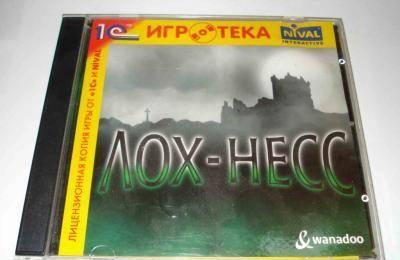 1С
ИГРОТЕКА
NIVAL
INTERACTIVE
ЛИЦЕНЗИОННАЯ КОПИЯ ИГРЫ ОТ «1С» И NIVAL
ЛОХ-НЕСС
& wanadoo